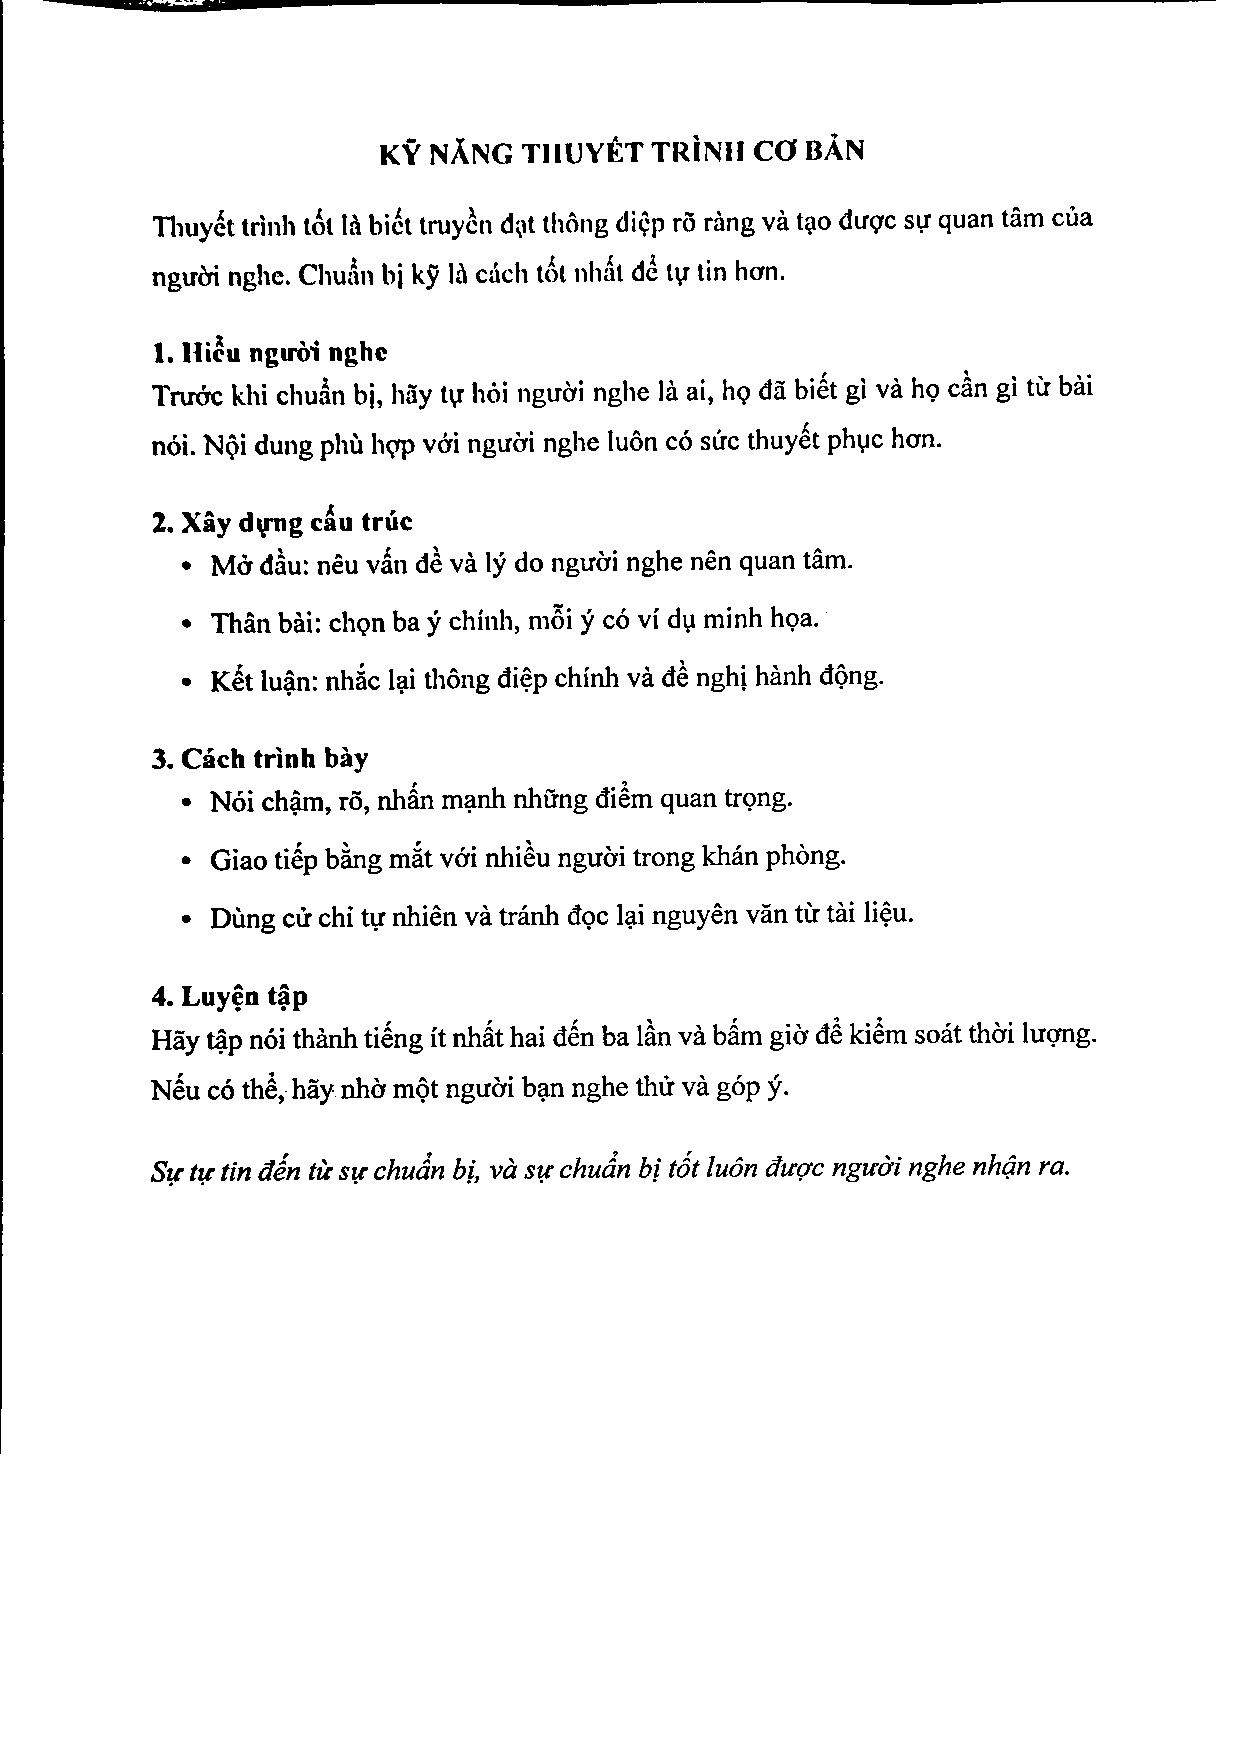 KỸ NĂNG THUYẾT TRÌNH CƠ BẢN
Thuyết trình tốt là biết truyền đạt thông điệp rõ ràng và tạo được sự quan tâm của
người nghe. Chuẩn bị kỹ là cách tốt nhất để tự tin hơn.
1. Hiểu người nghe
Trước khi chuẩn bị, hãy tự hỏi người nghe là ai, họ đã biết gì và họ cần gì từ bài
nói. Nội dung phù hợp với người nghe luôn có sức thuyết phục hơn.
2. Xây dựng cấu trúc
• Mở đầu: nêu vấn đề và lý do người nghe nên quan tâm.
• Thân bài: chọn ba ý chính, mỗi ý có ví dụ minh họa.
• Kết luận: nhắc lại thông điệp chính và đề nghị hành động.
3. Cách trình bày
• Nói chậm, rõ, nhấn mạnh những điểm quan trọng.
• Giao tiếp bằng mắt với nhiều người trong khán phòng.
• Dùng cử chỉ tự nhiên và tránh đọc lại nguyên văn từ tài liệu.
4. Luyện tập
Hãy tập nói thành tiếng ít nhất hai đến ba lần và bấm giờ để kiểm soát thời lượng.
Nếu có thể, hãy nhờ một người bạn nghe thử và góp ý.
Sự tự tin đến từ sự chuẩn bị, và sự chuẩn bị tốt luôn được người nghe nhận ra.